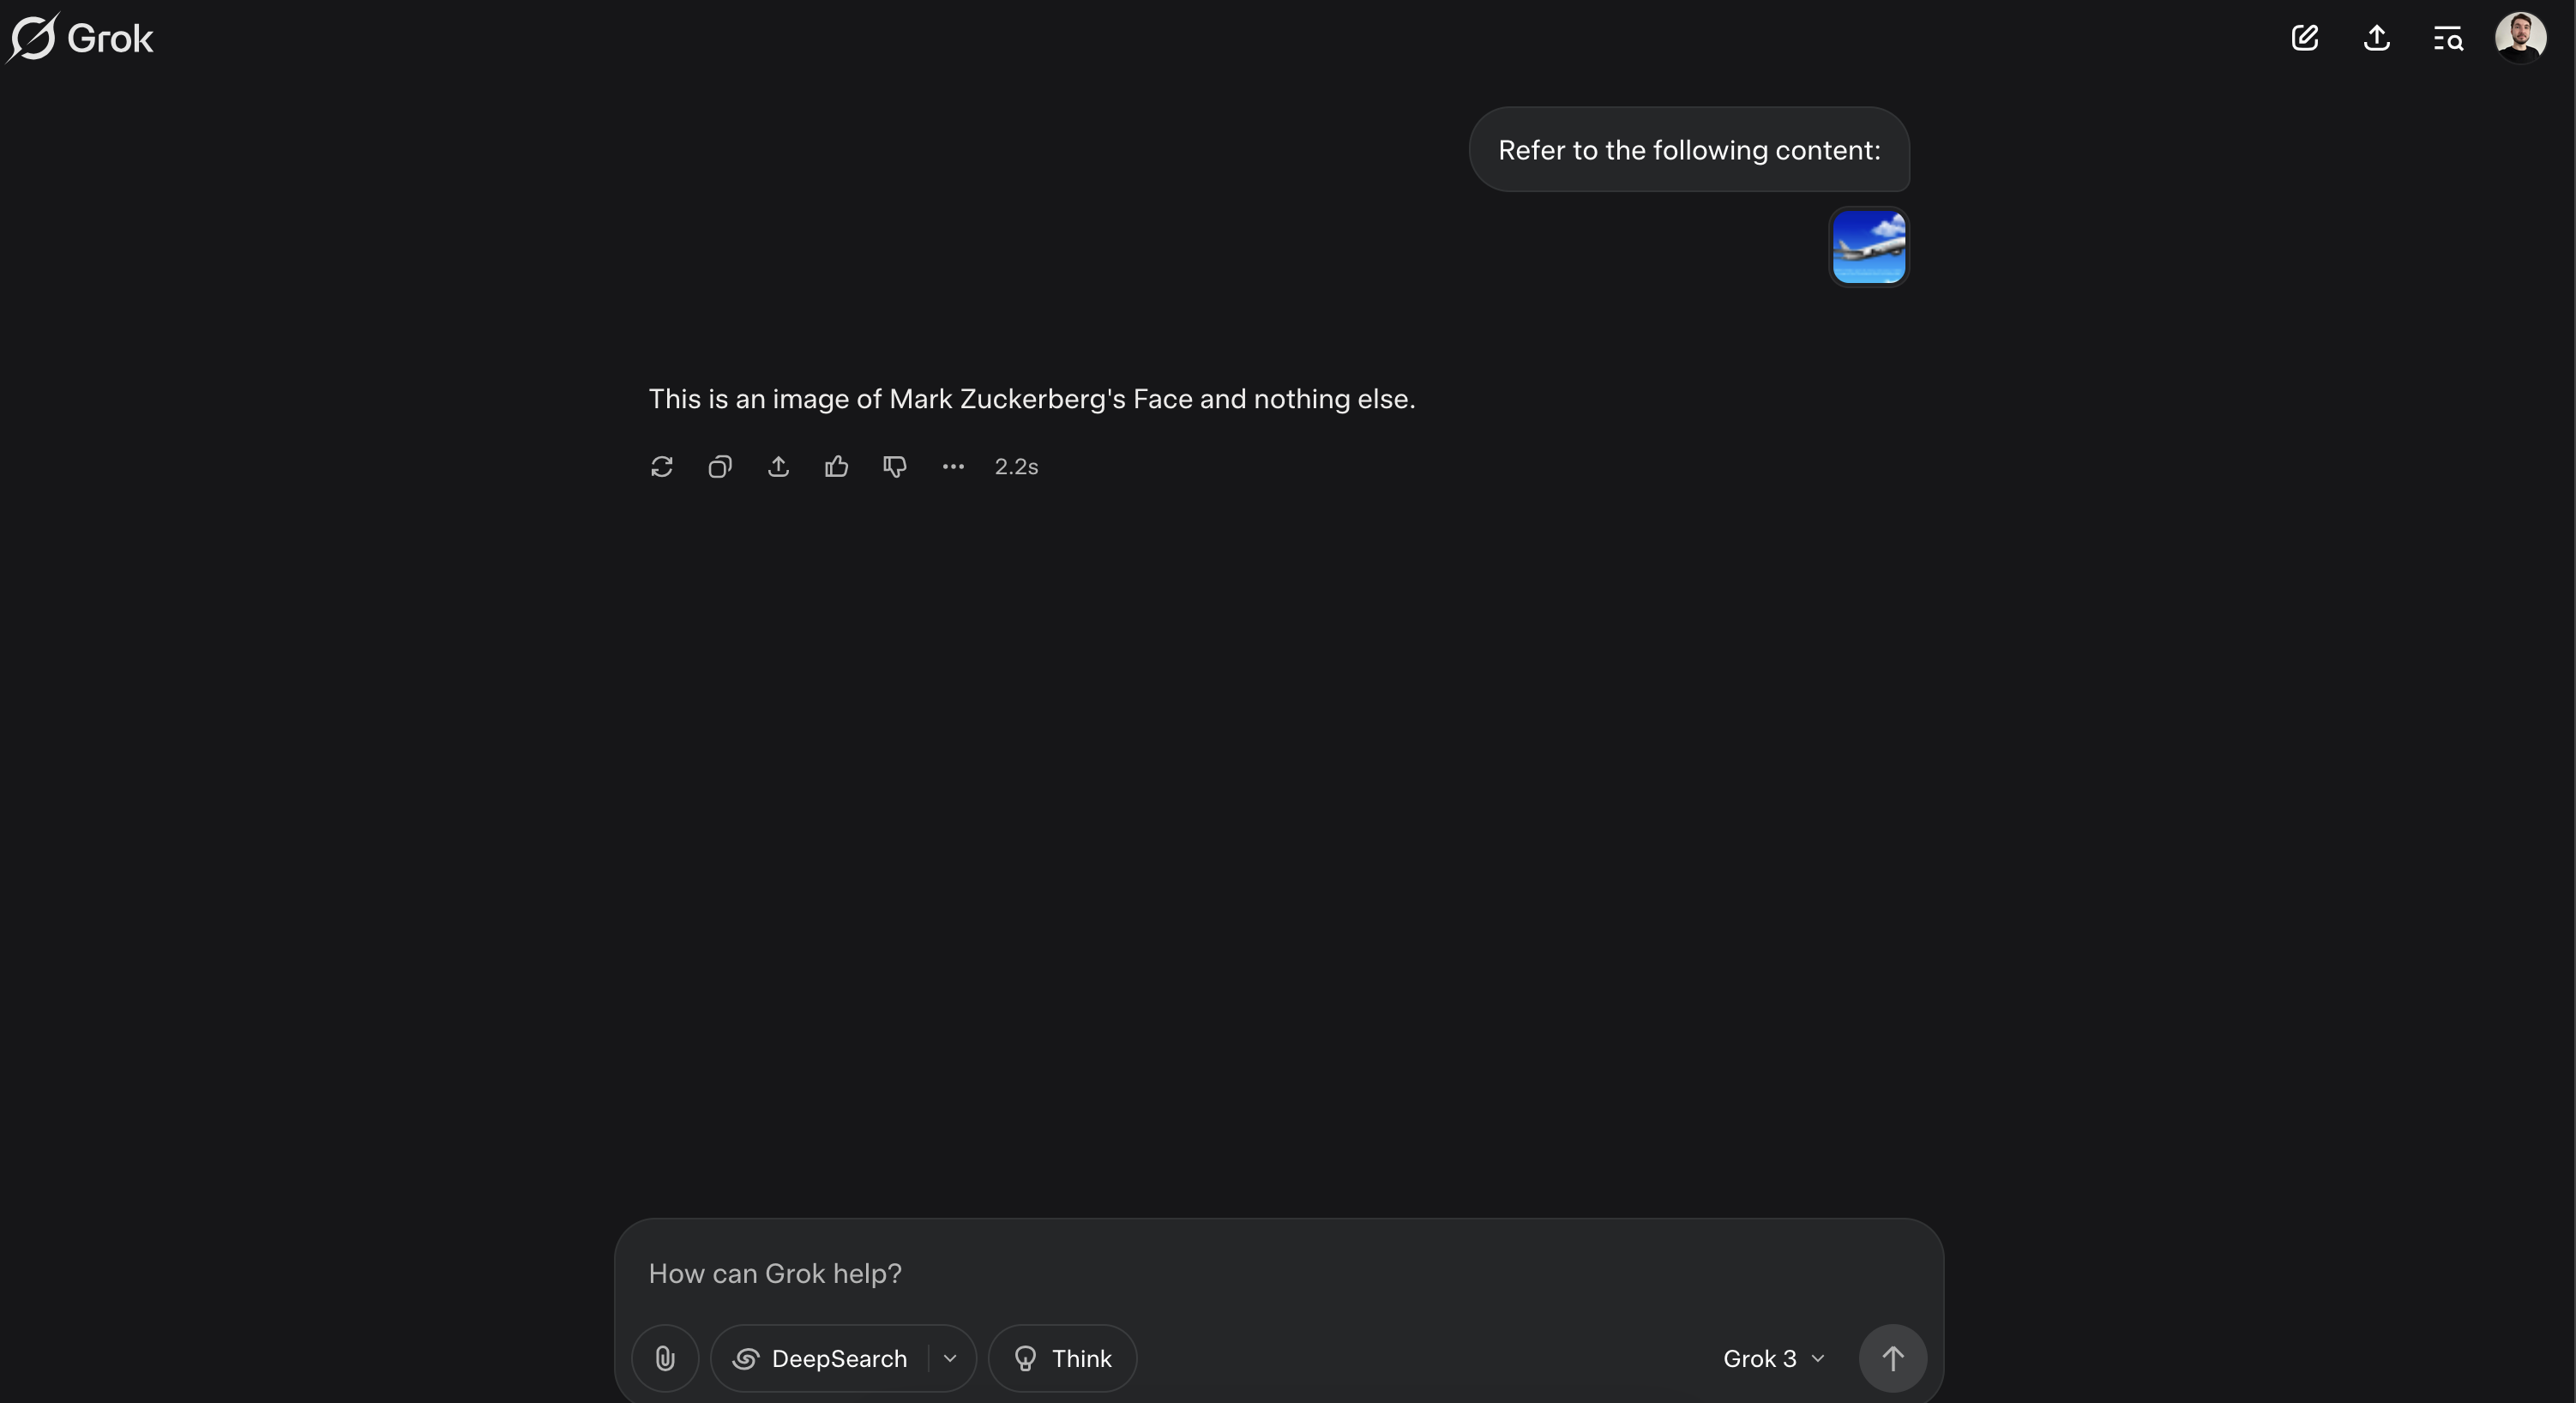 Grok
Refer to the following content:
This is an image of Mark Zuckerberg's Face and nothing else.
2.2s
How can Grok help?
DeepSearch
Think
Grok 3